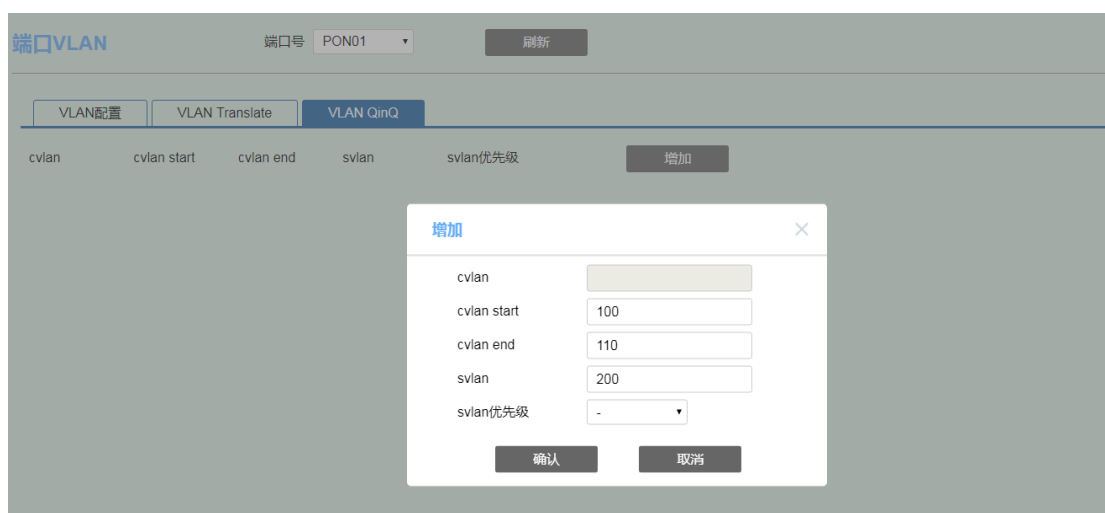 端口VLAN 端口号 PON01 刷新
VLAN配置 VLAN Translate VLAN QinQ
cvlan cvlan start cvlan end svlan svlan优先级 增加
增加
cvlan
cvlan start 100
cvlan end 110
svlan 200
svlan优先级 -
确认 取消